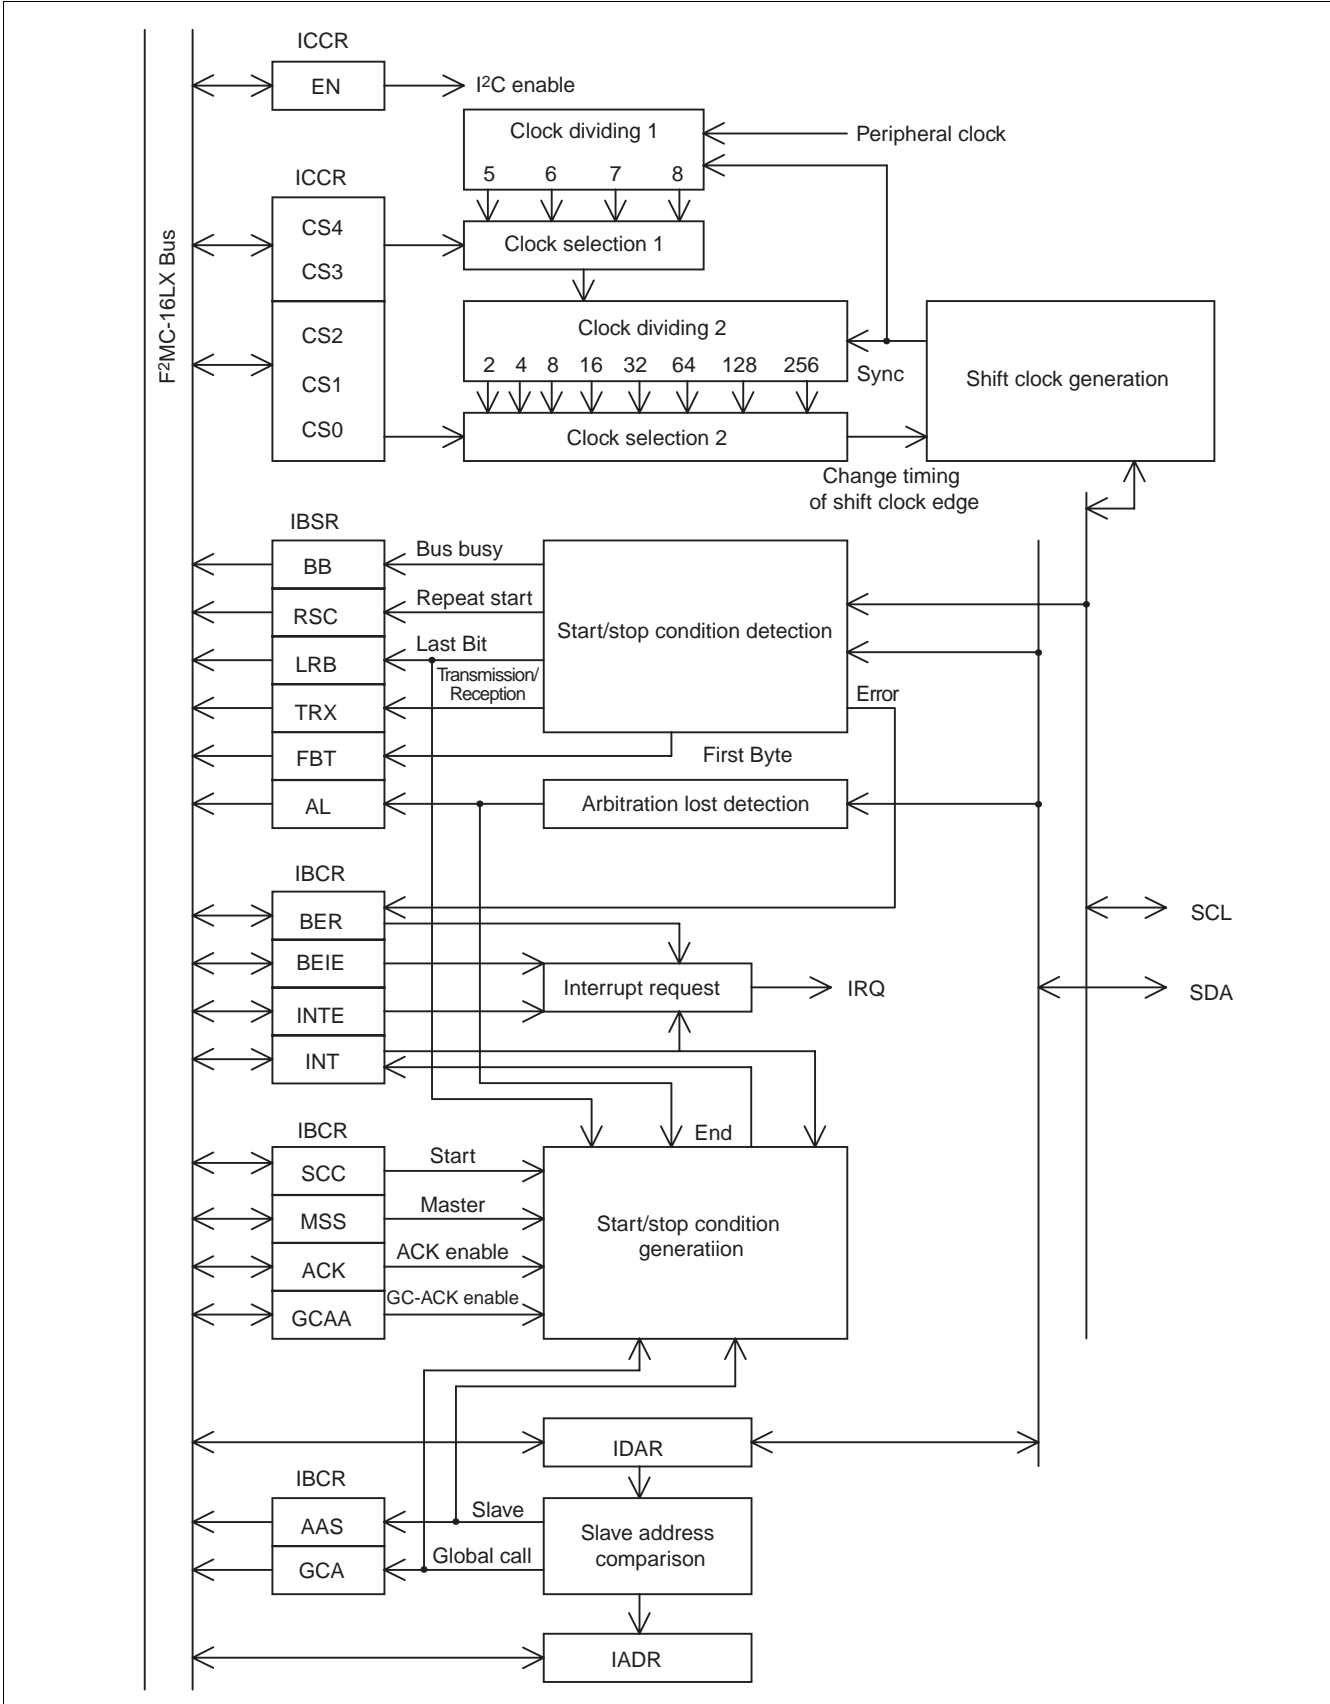 ICCR
EN
I²C enable
Clock dividing 1
Peripheral clock
5 6 7 8
ICCR
CS4
CS3
Clock selection 1
F²MC-16LX Bus
CS2
CS1
CS0
Clock dividing 2
2 4 8 16 32 64 128 256
Sync
Shift clock generation
Clock selection 2
Change timing
of shift clock edge
IBSR
BB
Bus busy
RSC
Repeat start
LRB
Last Bit
TRX
Transmission/
Reception
FBT
First Byte
AL
Start/stop condition detection
Error
Arbitration lost detection
IBCR
BER
BEIE
INTE
INT
Interrupt request
IRQ
SCL
SDA
End
IBCR
SCC
Start
MSS
Master
ACK
ACK enable
GCAA
GC-ACK enable
Start/stop condition
generatiion
IDAR
IBCR
AAS
Slave
GCA
Global call
Slave address
comparison
IADR